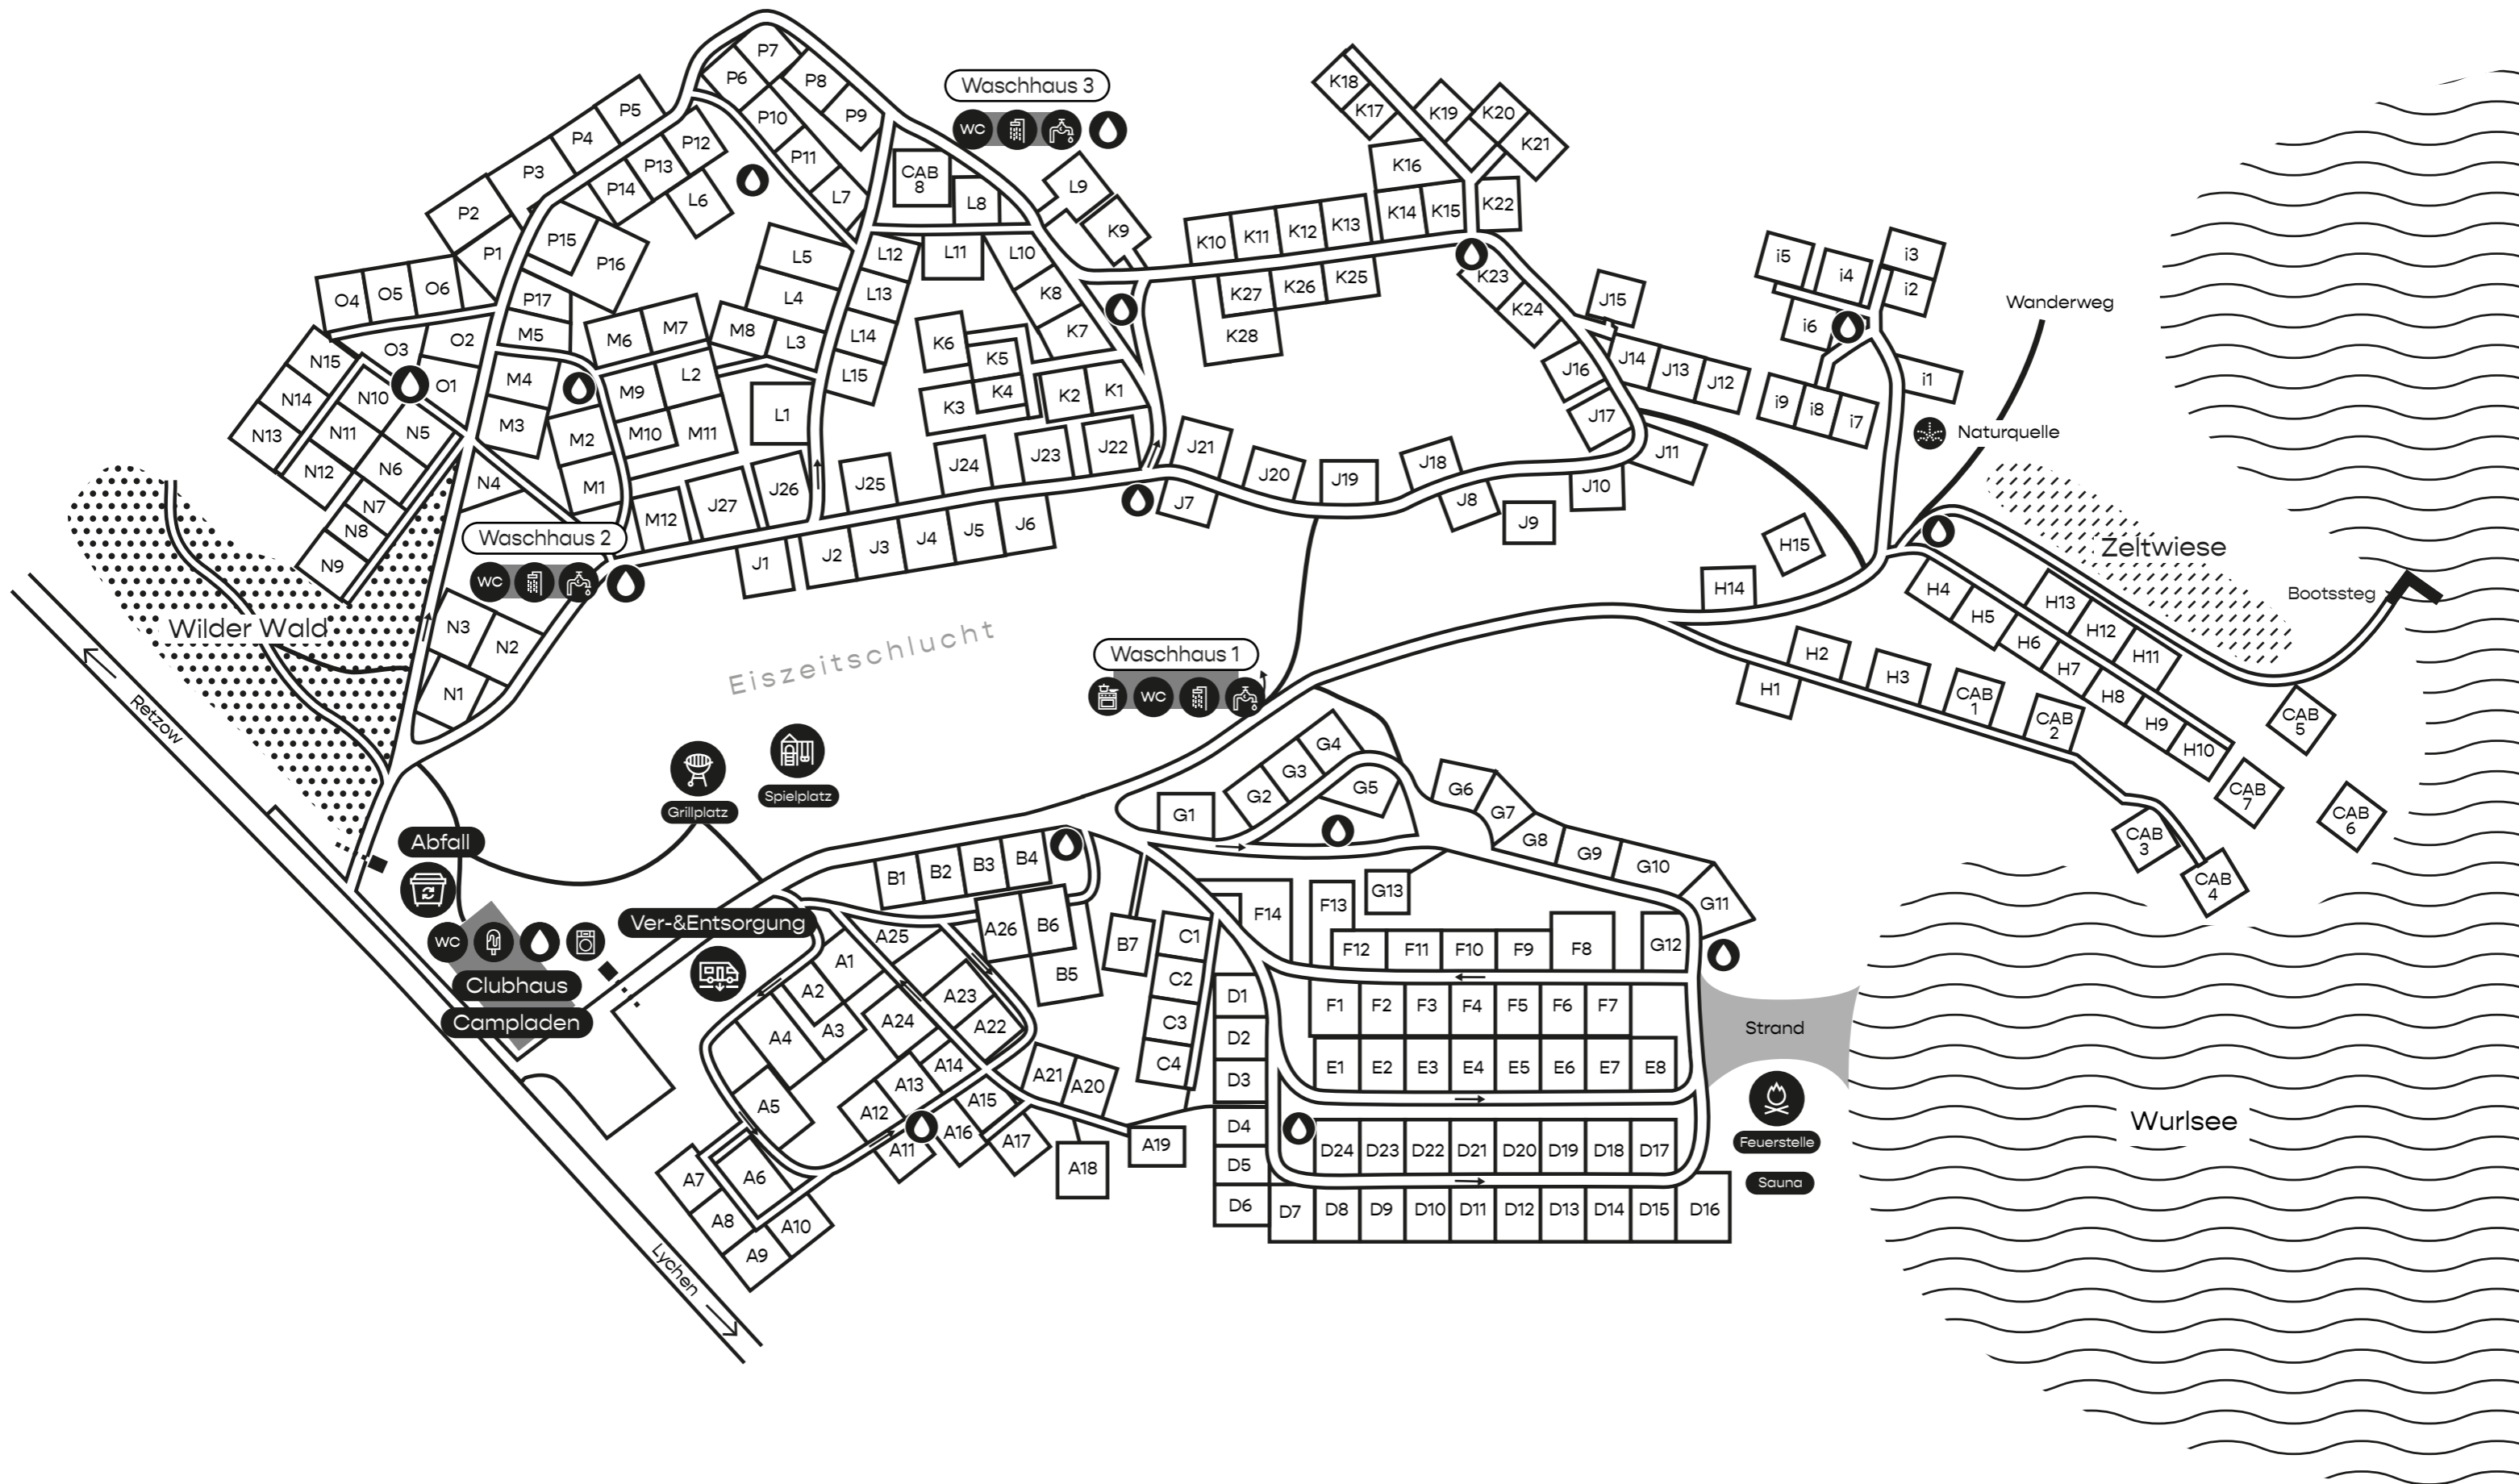 P7
P6
P8
P5
P10
P9
P4
P12
P11
P3
P13
P14
L7
P2
L6
P1
P15
P16
O4
O5
O6
P17
M5
O2
O3
O1
N15
N14
N13
N10
N11
N12
N5
N6
N7
N8
N9
N4
M4
M3
M2
M1
M6
M7
M8
M9
M10
M11
M12
L5
L4
L3
L2
L1
Waschhaus 3
WC
CAB
8
L8
L9
K9
L10
L11
L12
L13
L14
L15
K8
K7
K6
K5
K4
K3
K2
K1
K18
K17
K19
K20
K21
K16
K10
K11
K12
K13
K14
K15
K22
K27
K26
K25
K28
K23
K24
J15
J14
J13
J12
J16
J17
J11
J10
J9
J8
J18
J19
J20
J21
J7
J22
J23
J24
J25
J26
J27
J1
J2
J3
J4
J5
J6
i5
i4
i3
i2
i6
i1
i9
i8
i7
Wanderweg
Naturquelle
Zeltwiese
Bootssteg
H15
H14
H4
H5
H6
H7
H8
H9
H10
H13
H12
H11
H2
H1
H3
CAB
1
CAB
2
CAB
3
CAB
4
CAB
5
CAB
7
CAB
6
Waschhaus 2
WC
N3
N2
N1
Wilder Wald
Retzow
Eiszeitschlucht
Waschhaus 1
WC
Grillplatz
Spielplatz
Abfall
WC
Clubhaus
Campladen
Ver-&Entsorgung
G4
G3
G2
G1
G5
G6
G7
G8
G9
G10
G11
G12
G13
B1
B2
B3
B4
A26
B6
B5
B7
A25
A1
A2
A3
A4
A5
A24
A23
A22
A14
A13
A12
A11
A15
A16
A17
A21
A20
A18
A19
A6
A7
A8
A9
A10
C1
C2
C3
C4
F14
F13
F12
F11
F10
F9
F8
D1
D2
D3
D4
D5
D6
F1
F2
F3
F4
F5
F6
F7
E1
E2
E3
E4
E5
E6
E7
E8
D24
D23
D22
D21
D20
D19
D18
D17
D7
D8
D9
D10
D11
D12
D13
D14
D15
D16
Strand
Feuerstelle
Sauna
Wurlsee
Lychen